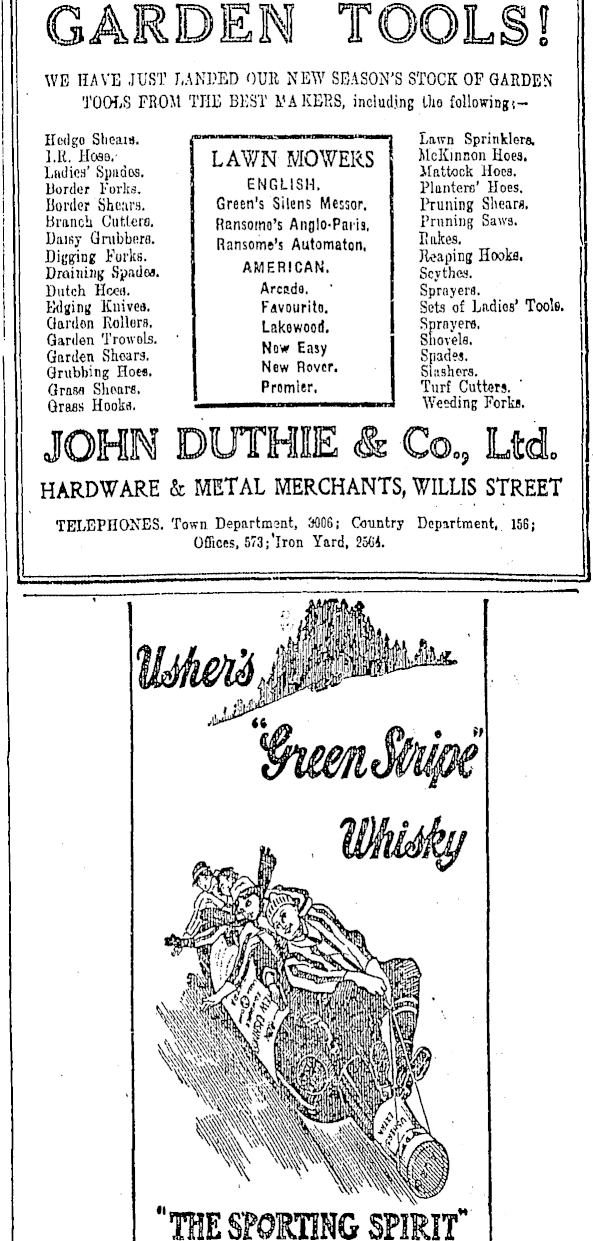 GARDEN TOOLS!
WE HAVE JUST LANDED OUR NEW SEASON'S STOCK OF GARDEN
TOOLS FROM THE BEST MAKERS, including the following:—
Hedge Shears.
I.R. Hose.
Ladies' Spades.
Border Forks.
Border Shears.
Branch Cutters.
Daisy Grubbers.
Digging Forks.
Draining Spades.
Dutch Hoes.
Edging Knives.
Garden Rollers.
Garden Trowels.
Garden Shears.
Grubbing Hoes.
Grass Shears.
Grass Hooks.
LAWN MOWERS
ENGLISH.
Green's Silens Messor.
Ransome's Anglo-Paris.
Ransome's Automaton.
AMERICAN.
Arcade.
Favourite.
Lakewood.
New Easy
New Rover.
Premier.
Lawn Sprinklers.
McKinnon Hoes.
Mattock Hoes.
Planters' Hoes.
Pruning Shears.
Pruning Saws.
Rakes.
Reaping Hooks.
Scythes.
Sprayers.
Sets of Ladies' Tools.
Sprayers.
Shovels.
Spades.
Slashers.
Turf Cutters.
Weeding Forks.
JOHN DUTHIE & Co., Ltd.
HARDWARE & METAL MERCHANTS, WILLIS STREET
TELEPHONES. Town Department, 3006; Country Department, 156;
Offices, 573; Iron Yard, 2564.
Usher's
"Green Stripe"
Whisky
"THE SPORTING SPIRIT"